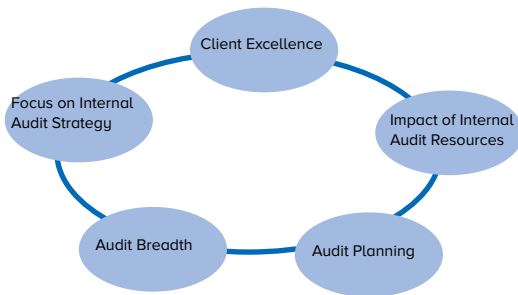 Client Excellence
Focus on Internal
Audit Strategy
Impact of Internal
Audit Resources
Audit Breadth
Audit Planning